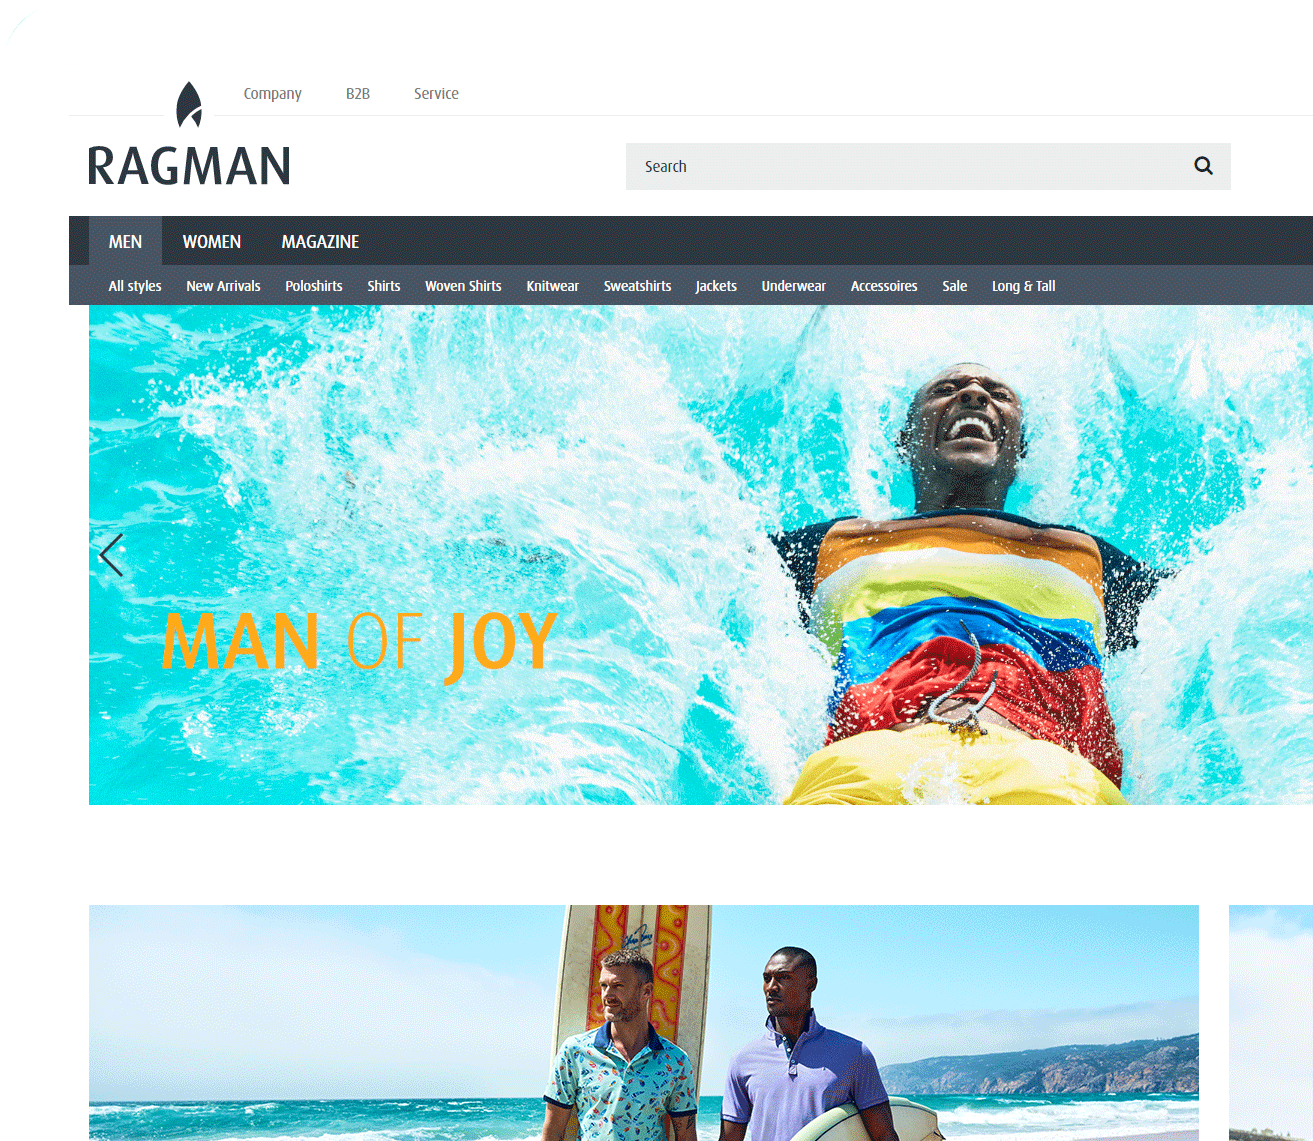 Company B2B Service
RAGMAN
Search
MEN WOMEN MAGAZINE
All styles New Arrivals Poloshirts Shirts Woven Shirts Knitwear Sweatshirts Jackets Underwear Accessoires Sale Long & Tall
MAN OF JOY